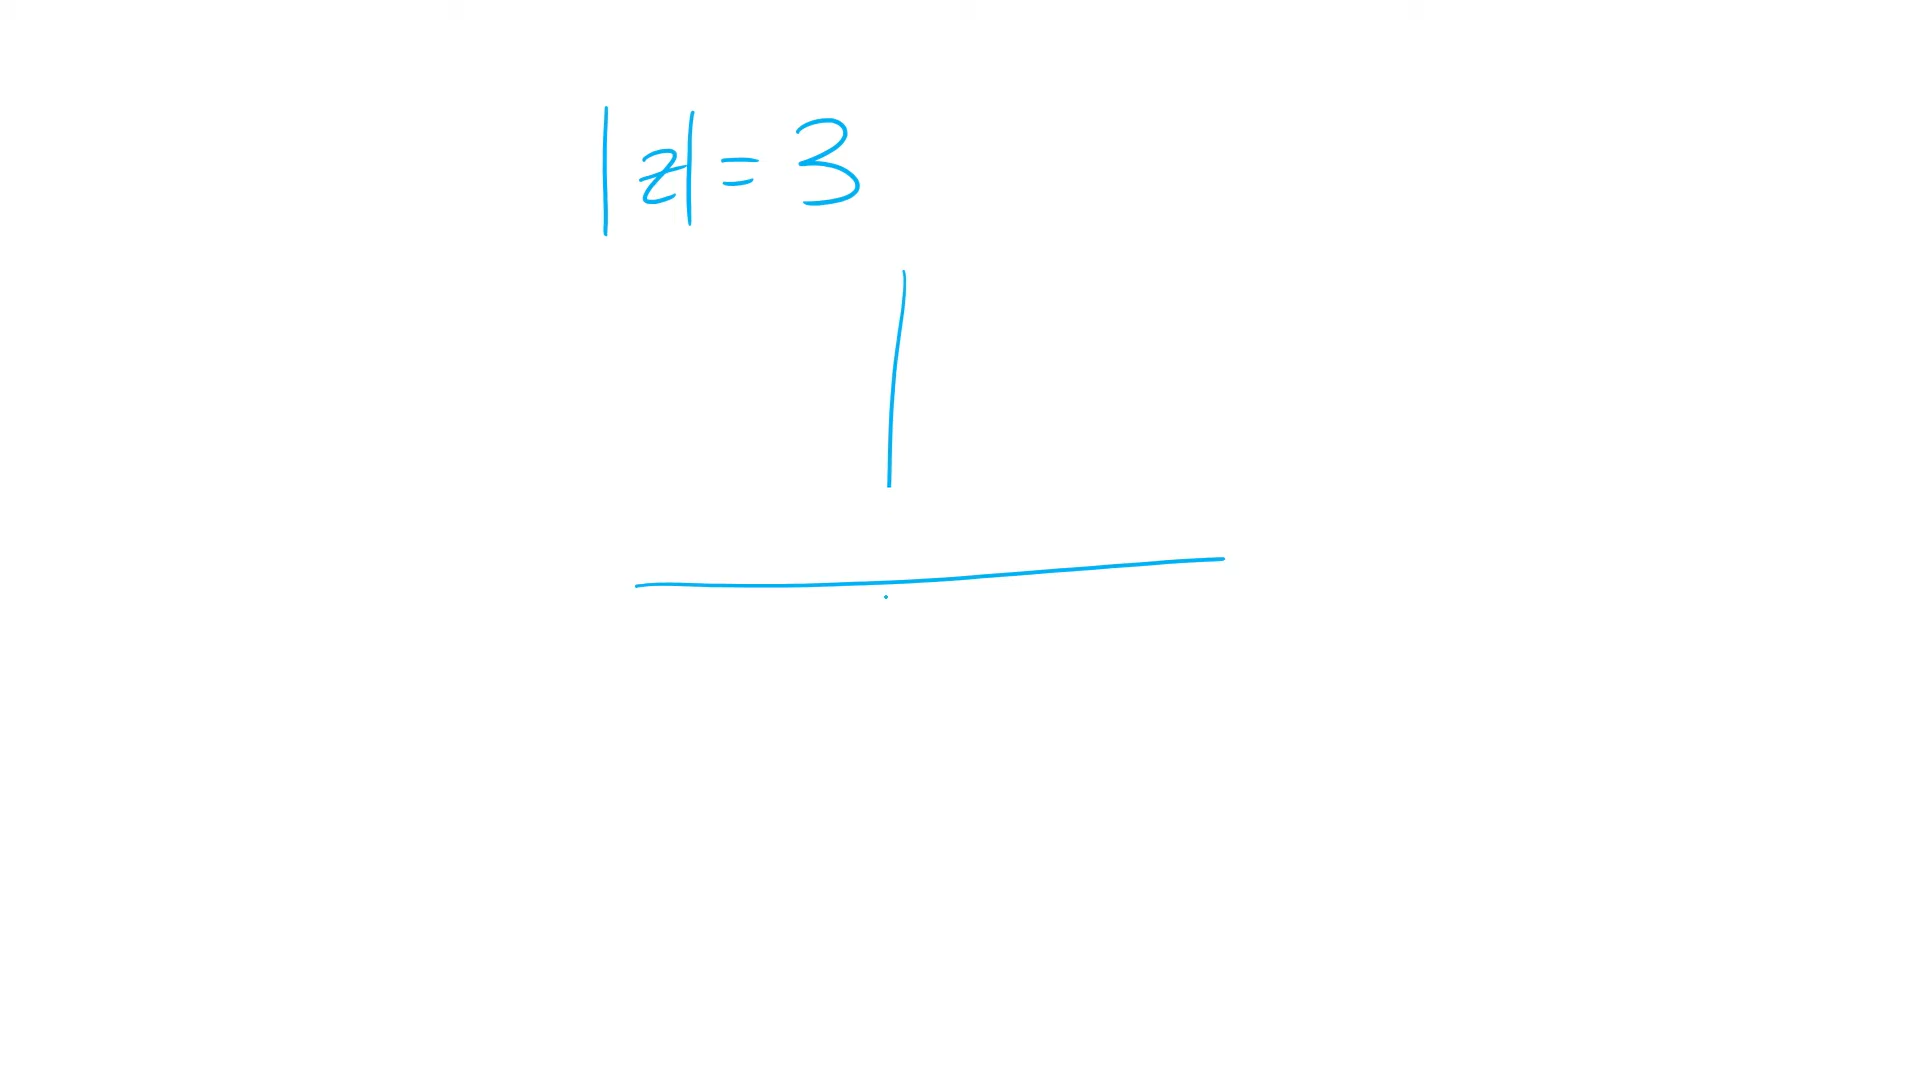 |z| = 3